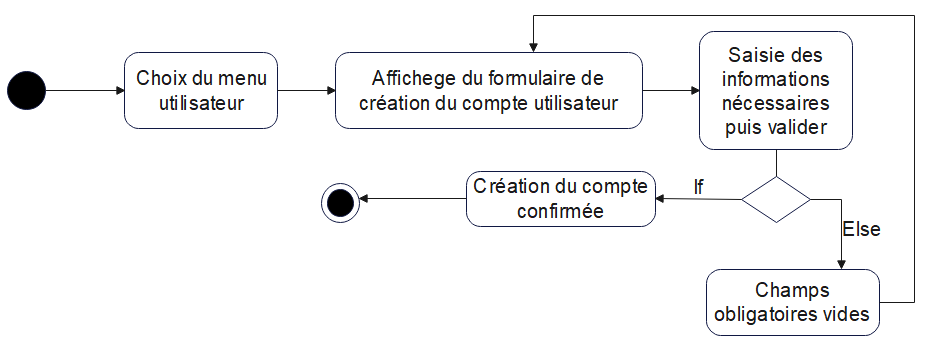 Choix du menu
utilisateur
Affichege du formulaire de
création du compte utilisateur
Saisie des
informations
nécessaires
puis valider
If
Création du compte
confirmée
Else
Champs
obligatoires vides